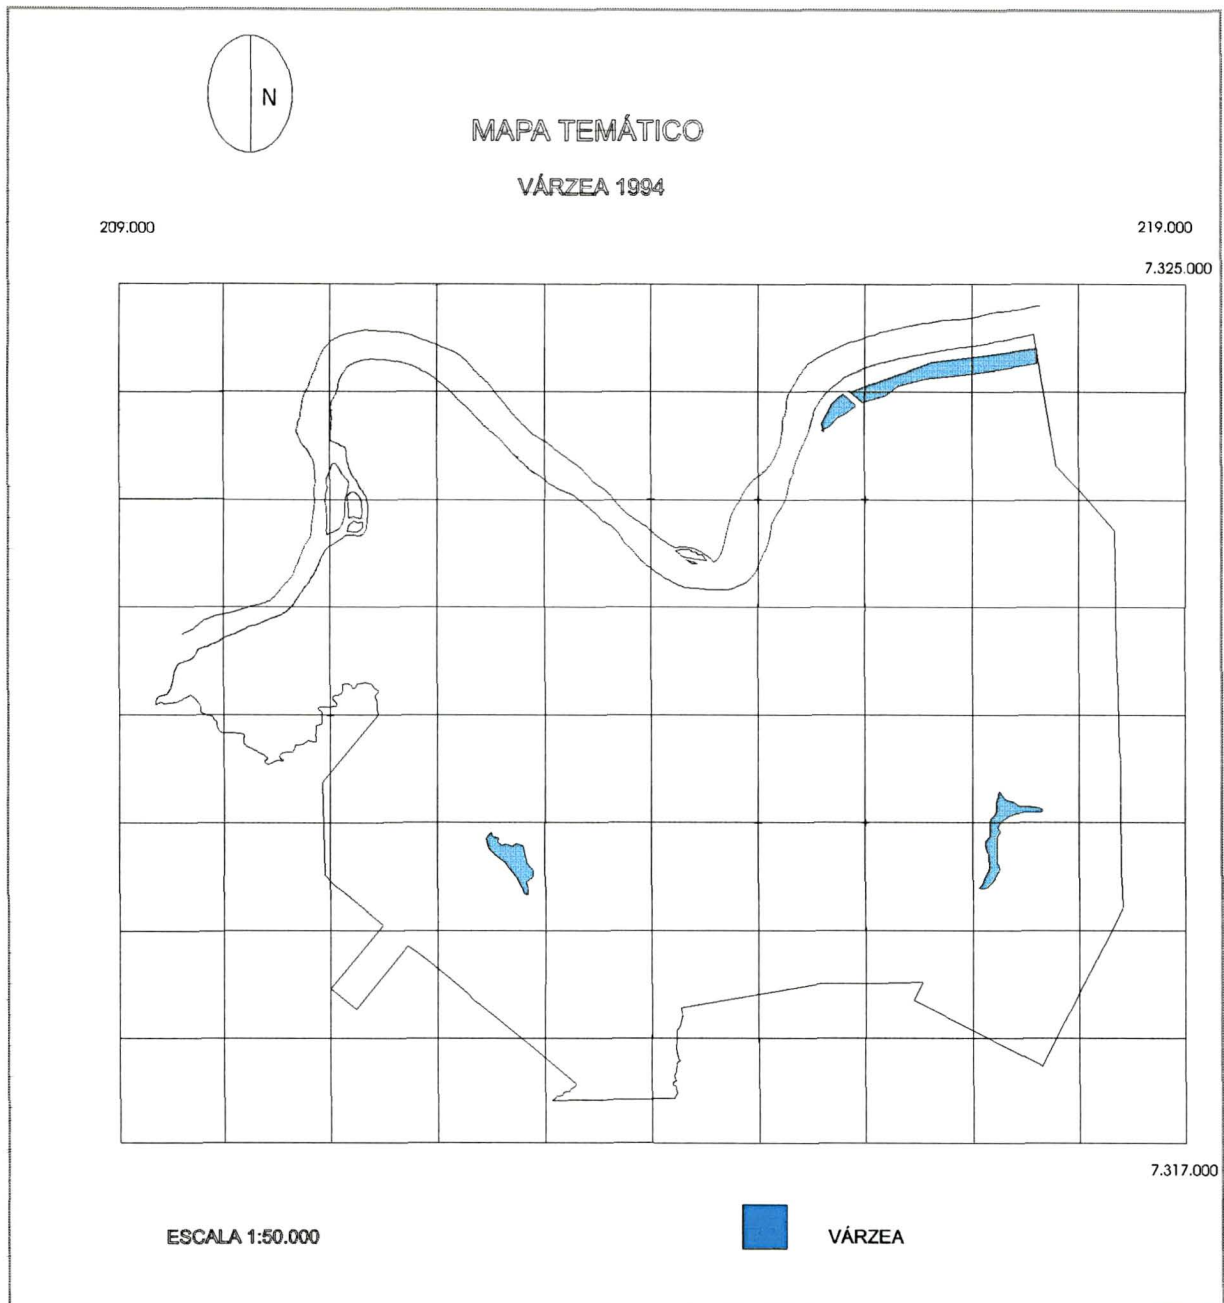 N
MAPA TEMÁTICO
VÁRZEA 1994
209.000
219.000
7.325.000
7.317.000
ESCALA 1:50.000
VÁRZEA